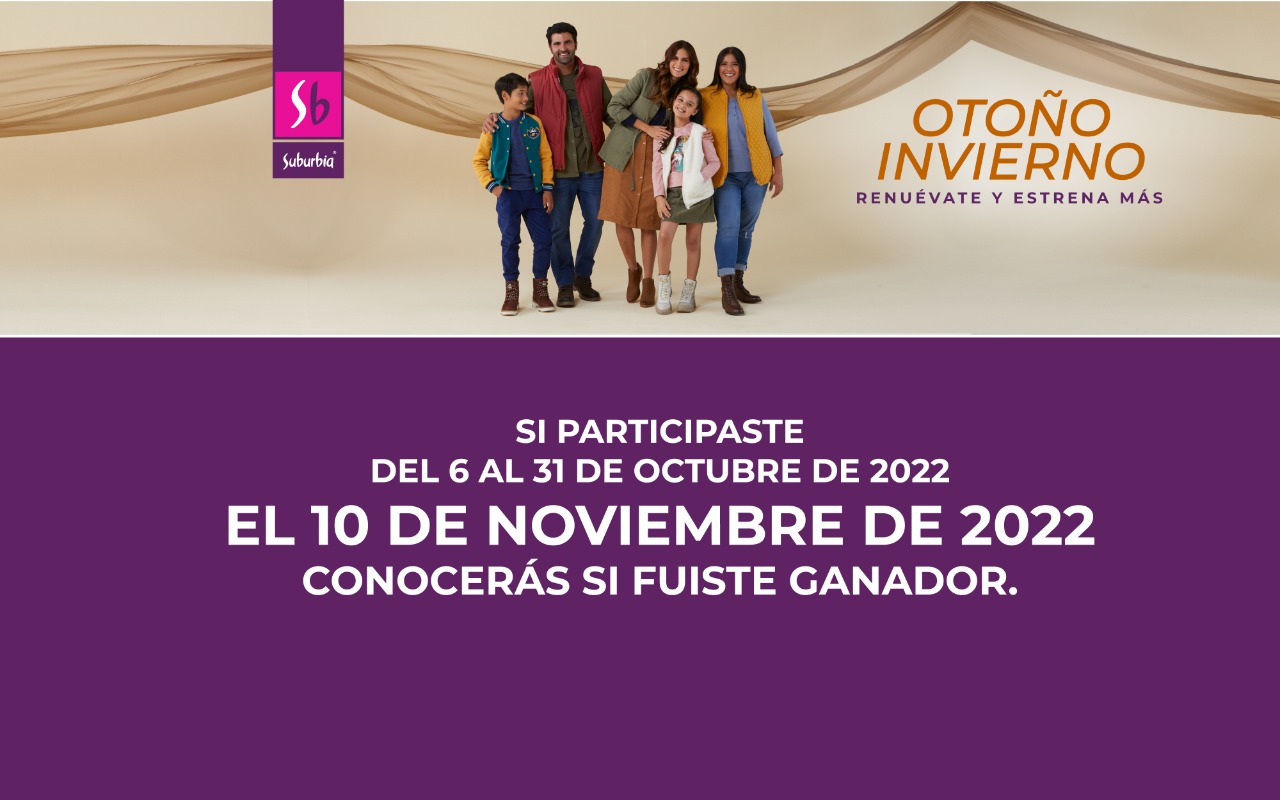 Sb
Suburbia
OTOÑO
INVIERNO
RENUÉVATE Y ESTRENA MÁS
SI PARTICIPASTE
DEL 6 AL 31 DE OCTUBRE DE 2022
EL 10 DE NOVIEMBRE DE 2022
CONOCERÁS SI FUISTE GANADOR.